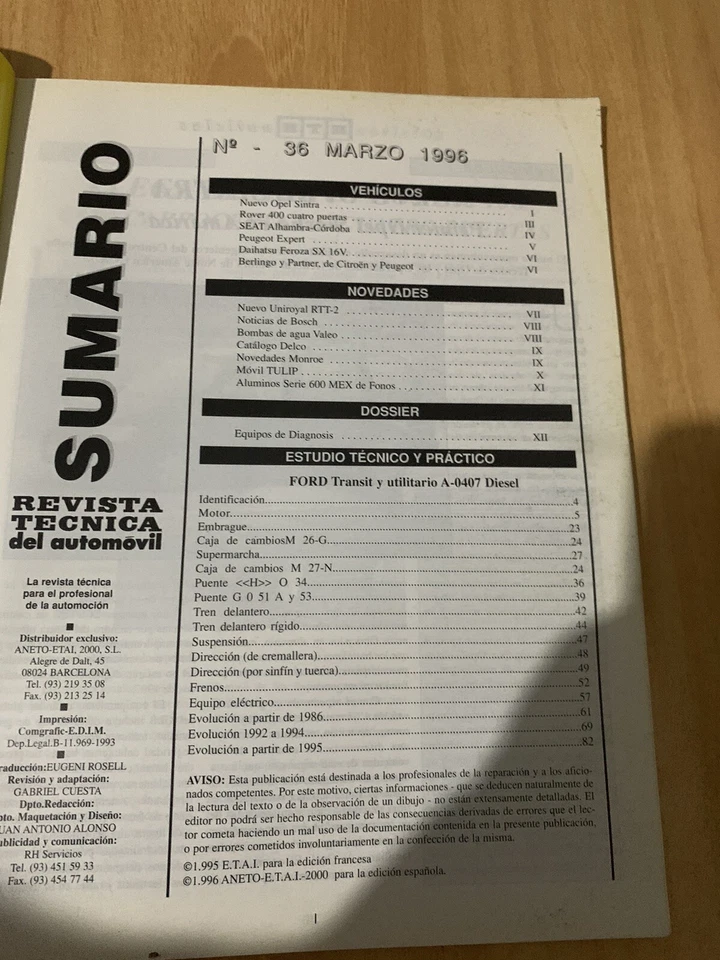 SUMARIO
REVISTA
TECNICA
del automóvil
La revista técnica
para el profesional
de la automoción
Distribuidor exclusivo:
ANETO-ETAI, 2000, S.L.
Alegre de Dalt, 45
08024 BARCELONA
Tel. (93) 219 35 08
Fax. (93) 213 25 14
Impresión:
Comgrafic-E.D.I.M.
Dep.Legal.B-11.969-1993
raducción:EUGENI ROSELL
Revisión y adaptación:
GABRIEL CUESTA
Dpto.Redacción:
pto. Maquetación y Diseño:
UAN ANTONIO ALONSO
ublicidad y comunicación:
RH Servicios
Tel. (93) 451 59 33
Fax. (93) 454 77 44
Nº - 36 MARZO 1996
VEHÍCULOS
Nuevo Opel Sintra ........ I
Rover 400 cuatro puertas ........ III
SEAT Alhambra-Córdoba ........ IV
Peugeot Expert ........ V
Daihatsu Feroza SX 16V. ........ VI
Berlingo y Partner, de Citroën y Peugeot ........ VI
NOVEDADES
Nuevo Uniroyal RTT-2 ........ VII
Noticias de Bosch ........ VIII
Bombas de agua Valeo ........ VIII
Catálogo Delco ........ IX
Novedades Monroe ........ IX
Móvil TULIP ........ X
Aluminos Serie 600 MEX de Fonos ........ XI
DOSSIER
Equipos de Diagnosis ........ XII
ESTUDIO TÉCNICO Y PRÁCTICO
FORD Transit y utilitario A-0407 Diesel
Identificación........4
Motor........5
Embrague........23
Caja de cambiosM 26-G........24
Supermarcha........27
Caja de cambios M 27-N........24
Puente <<H>> O 34........36
Puente G 0 51 A y 53........39
Tren delantero........42
Tren delantero rígido........44
Suspensión........47
Dirección (de cremallera)........48
Dirección (por sinfín y tuerca)........49
Frenos........52
Equipo eléctrico........57
Evolución a partir de 1986........61
Evolución 1992 a 1994........69
Evolución a partir de 1995........82
AVISO: Esta publicación está destinada a los profesionales de la reparación y a los aficio-
nados competentes. Por este motivo, ciertas informaciones - que se deducen naturalmente de
la lectura del texto o de la observación de un dibujo - no están extensamente detalladas. El
editor no podrá ser hecho responsable de las consecuencias derivadas de errores que el lec-
tor cometa haciendo un mal uso de la documentación contenida en la presente publicación,
o por errores cometidos involuntariamente en la confección de la misma.
©1.995 E.T.A.I. para la edición francesa
©1.996 ANETO-E.T.A.I.-2000 para la edición española.
I